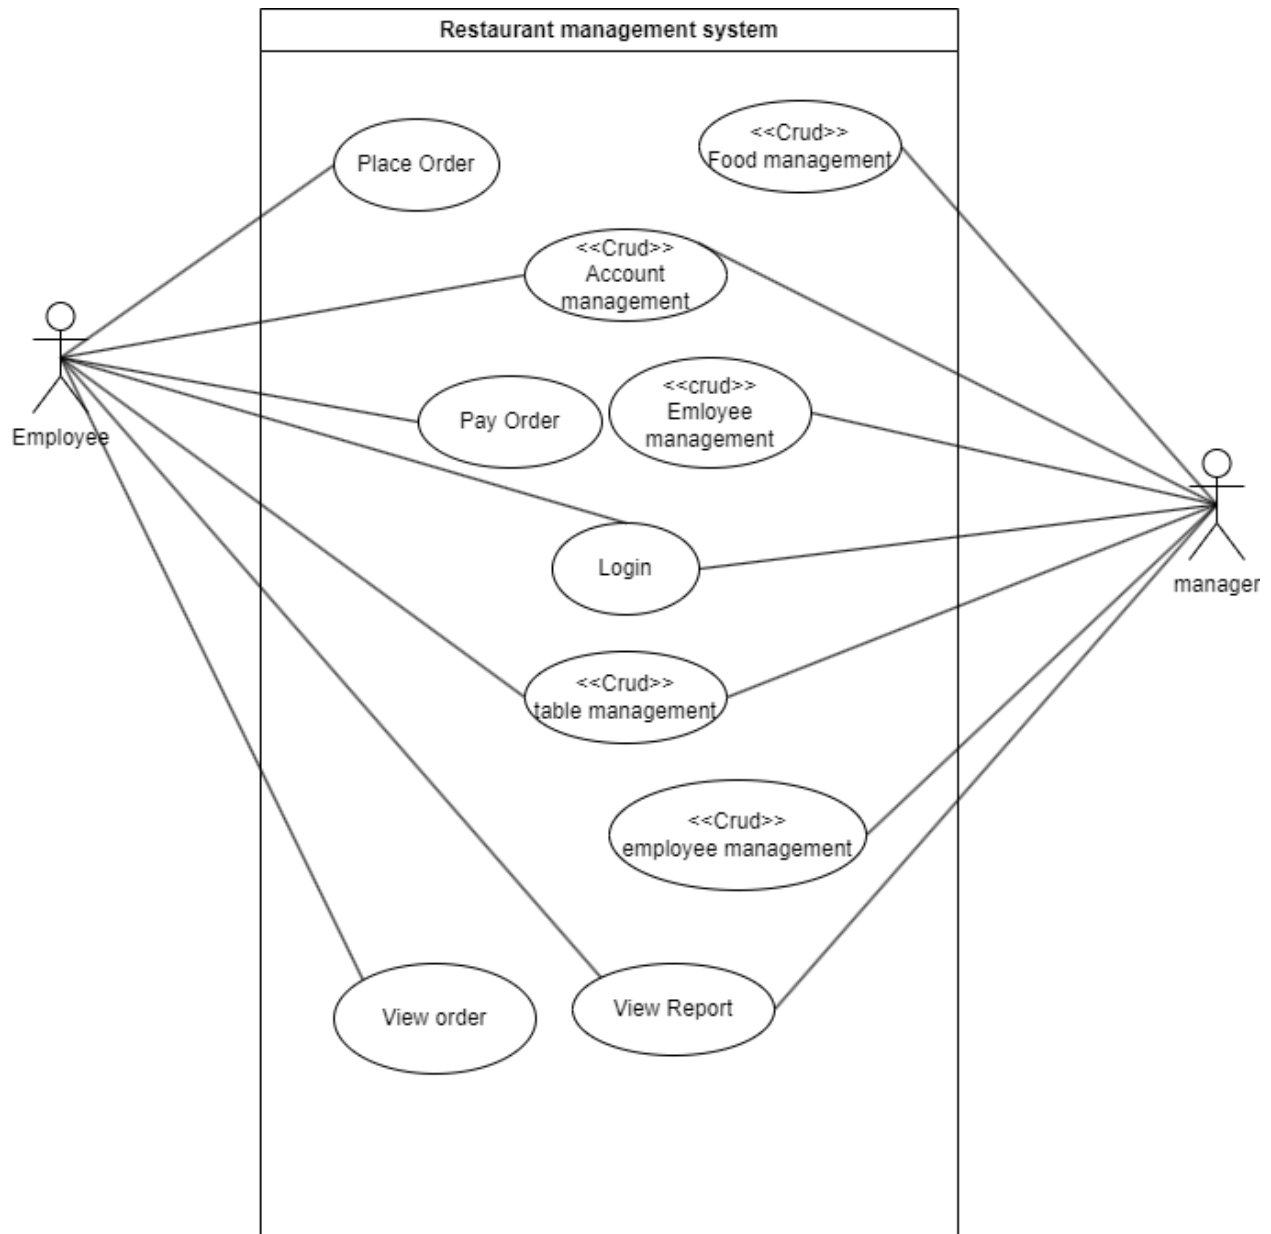 Restaurant management system
<<Crud>>
Food management
Place Order
<<Crud>>
Account
management
Employee
Pay Order
<<crud>>
Emloyee
management
Login
manager
<<Crud>>
table management
<<Crud>>
employee management
View order
View Report